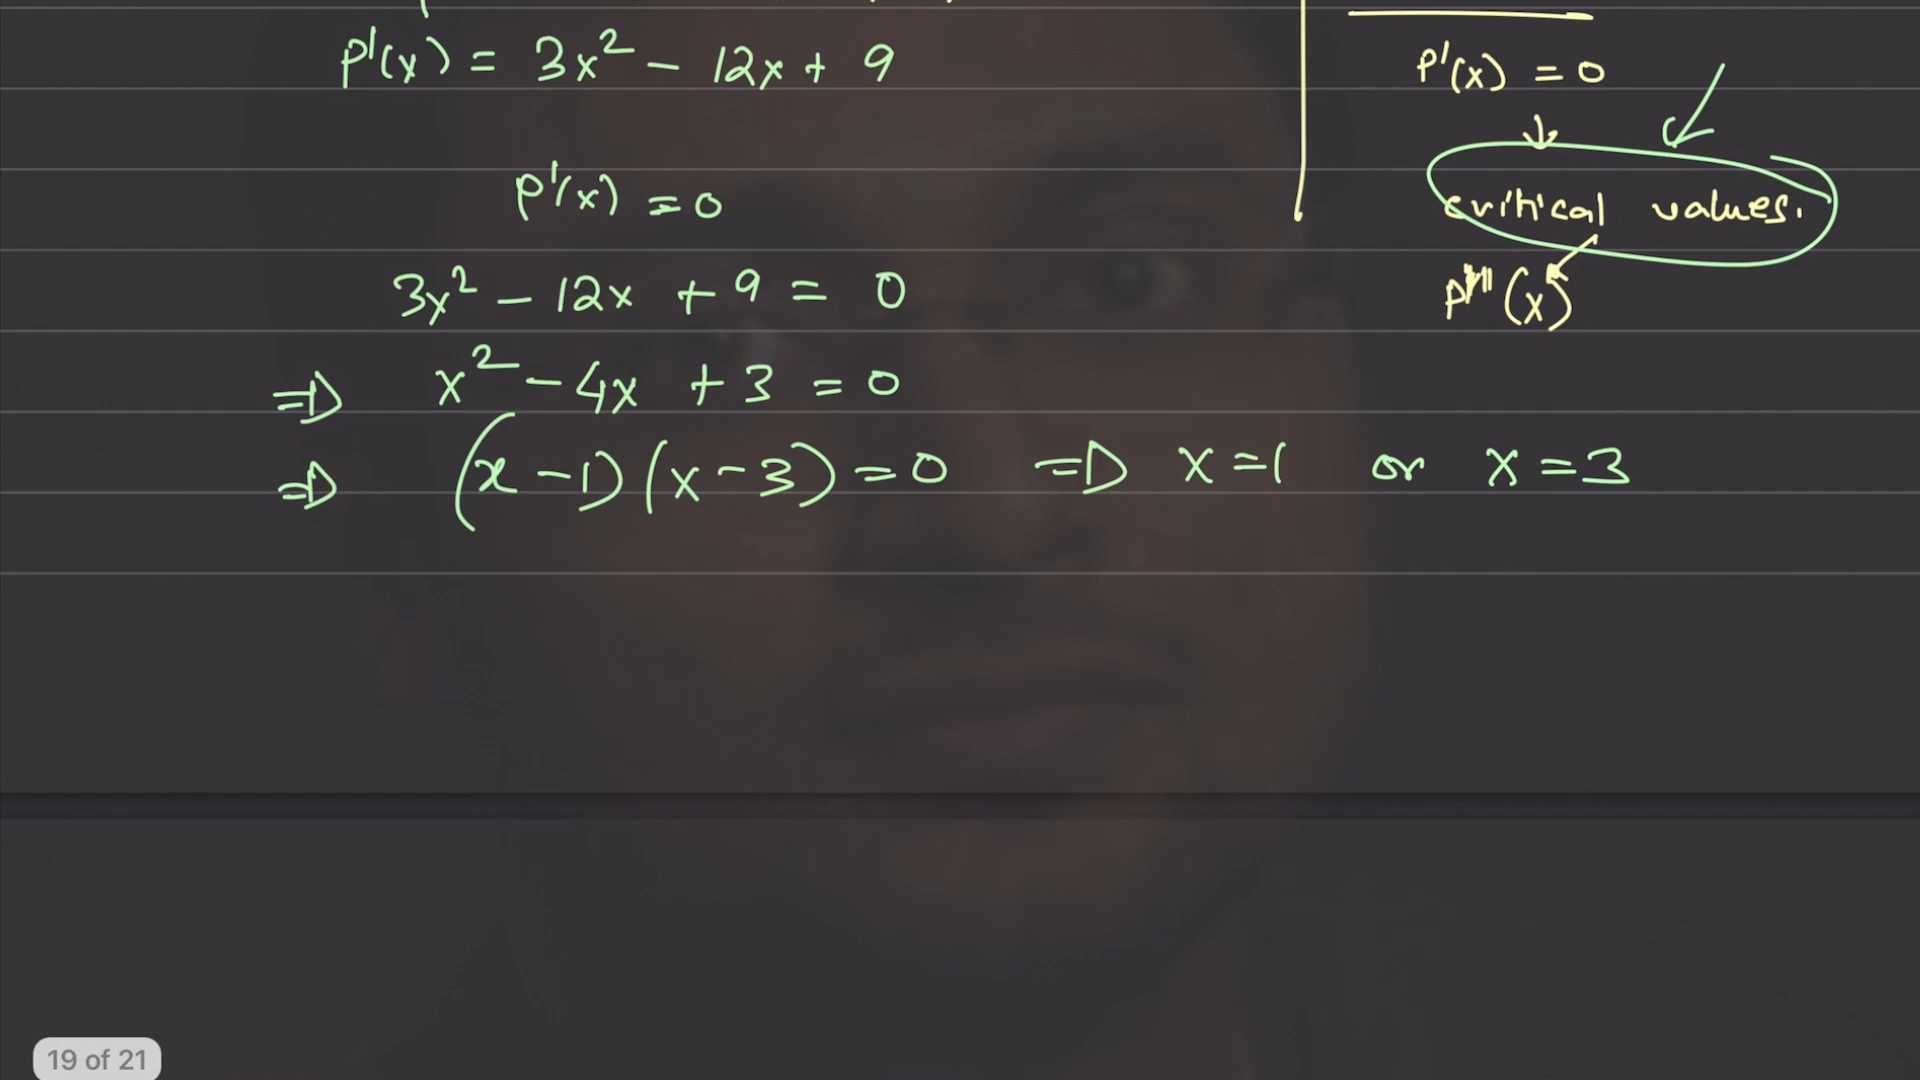 P'(x) = 3x² - 12x + 9
P'(x) = 0
3x² - 12x + 9 = 0
=> x² - 4x + 3 = 0
=> (x-1)(x-3) = 0 => x = 1 or x = 3
P'(x) = 0
↓
critical values.
(x)
19 of 21